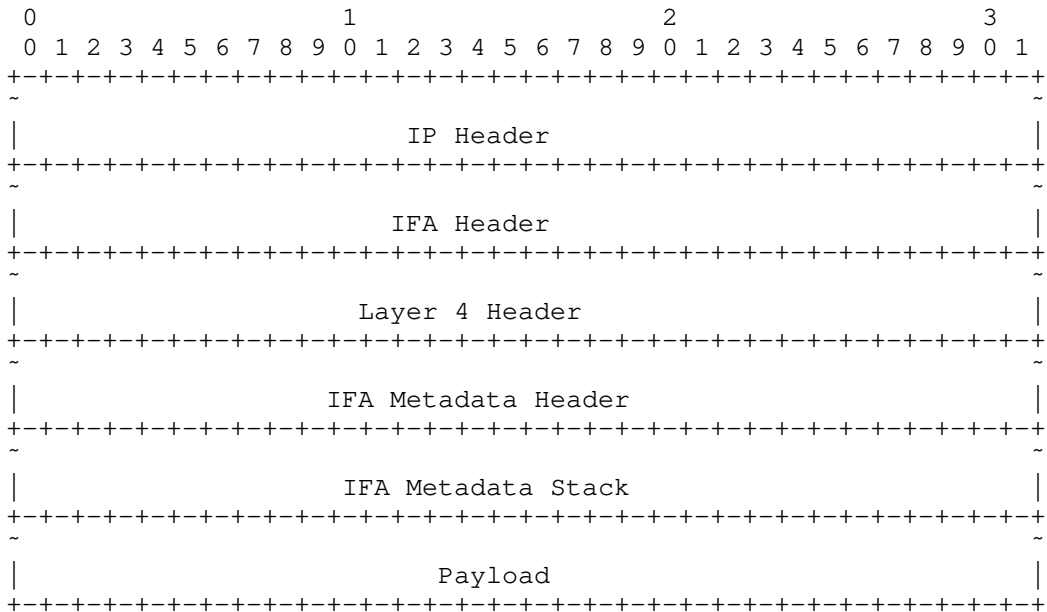 0                   1                   2                   3
 0 1 2 3 4 5 6 7 8 9 0 1 2 3 4 5 6 7 8 9 0 1 2 3 4 5 6 7 8 9 0 1
+-+-+-+-+-+-+-+-+-+-+-+-+-+-+-+-+-+-+-+-+-+-+-+-+-+-+-+-+-+-+-+-+
~                                                               ~
|                        IP Header                              |
+-+-+-+-+-+-+-+-+-+-+-+-+-+-+-+-+-+-+-+-+-+-+-+-+-+-+-+-+-+-+-+-+
~                                                               ~
|                       IFA Header                              |
+-+-+-+-+-+-+-+-+-+-+-+-+-+-+-+-+-+-+-+-+-+-+-+-+-+-+-+-+-+-+-+-+
~                                                               ~
|                     Layer 4 Header                            |
+-+-+-+-+-+-+-+-+-+-+-+-+-+-+-+-+-+-+-+-+-+-+-+-+-+-+-+-+-+-+-+-+
~                                                               ~
|                   IFA Metadata Header                         |
+-+-+-+-+-+-+-+-+-+-+-+-+-+-+-+-+-+-+-+-+-+-+-+-+-+-+-+-+-+-+-+-+
~                                                               ~
|                    IFA Metadata Stack                         |
+-+-+-+-+-+-+-+-+-+-+-+-+-+-+-+-+-+-+-+-+-+-+-+-+-+-+-+-+-+-+-+-+
~                                                               ~
|                          Payload                              |
+-+-+-+-+-+-+-+-+-+-+-+-+-+-+-+-+-+-+-+-+-+-+-+-+-+-+-+-+-+-+-+-+